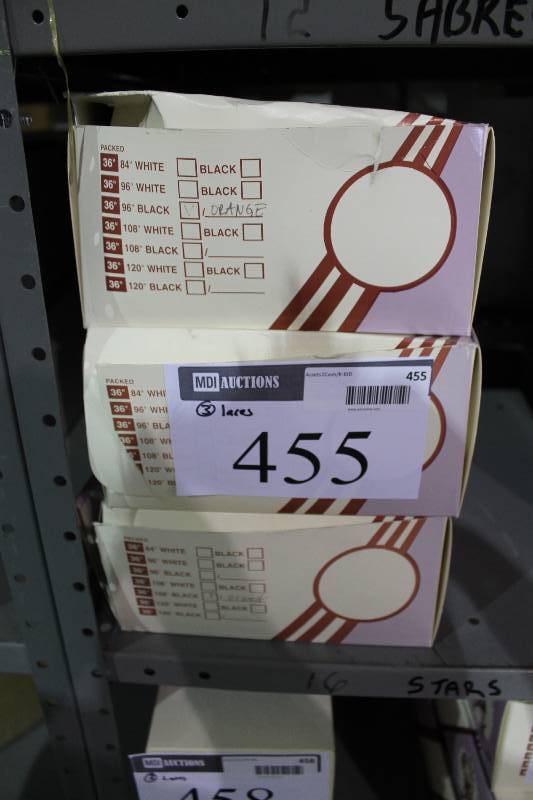 12 SABRE
PACKED
36" 84" WHITE BLACK
36" 96" WHITE BLACK
36" 96" BLACK / ORANGE
36" 108" WHITE BLACK
36" 108" BLACK /
36" 120" WHITE BLACK
36" 120" BLACK /
PACKED
36" 84" WHI
36" 96" WHI
36" 96" BLA
36" 108" WH
36" 108" BL
120" W
120" BL
MDI AUCTIONS 455
3 laces
455
36" 84" WHITE BLACK
36" 96" WHITE BLACK
36" 96" BLACK /
36" 108" WHITE BLACK
36" 108" BLACK /
36" 120" WHITE BLACK
36" 120" BLACK /
16 STARS
MDI AUCTIONS 458
3 laces
458